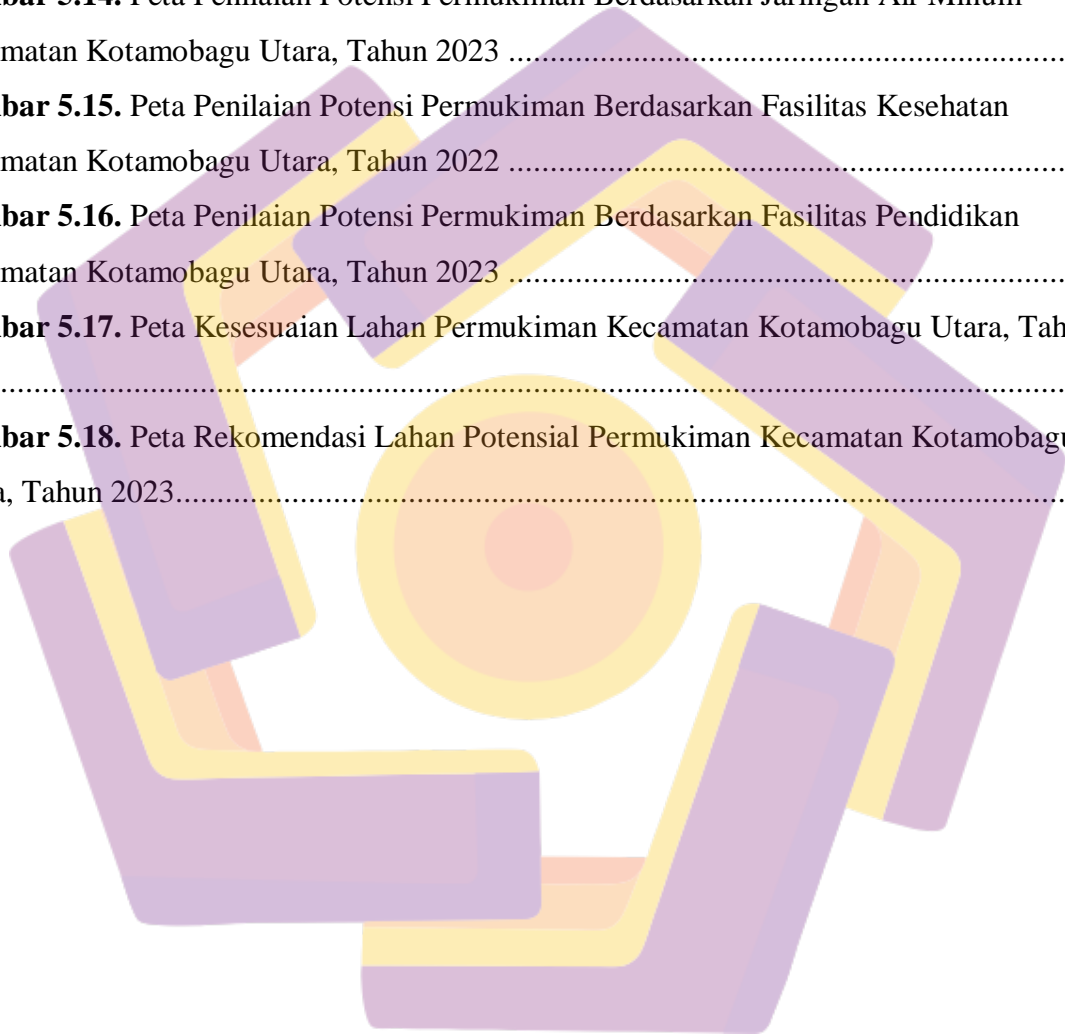 mbar 5.14. Peta Penilaian Potensi Permukiman Berdasarkan Jaringan Air Minum
matan Kotamobagu Utara, Tahun 2023 ......................................................................
bar 5.15. Peta Penilaian Potensi Permukiman Berdasarkan Fasilitas Kesehatan
matan Kotamobagu Utara, Tahun 2022 ......................................................................
bar 5.16. Peta Penilaian Potensi Permukiman Berdasarkan Fasilitas Pendidikan
matan Kotamobagu Utara, Tahun 2023 ......................................................................
bar 5.17. Peta Kesesuaian Lahan Permukiman Kecamatan Kotamobagu Utara, Tah
....................................................................................................................................
bar 5.18. Peta Rekomendasi Lahan Potensial Permukiman Kecamatan Kotamobagu
a, Tahun 2023..............................................................................................................